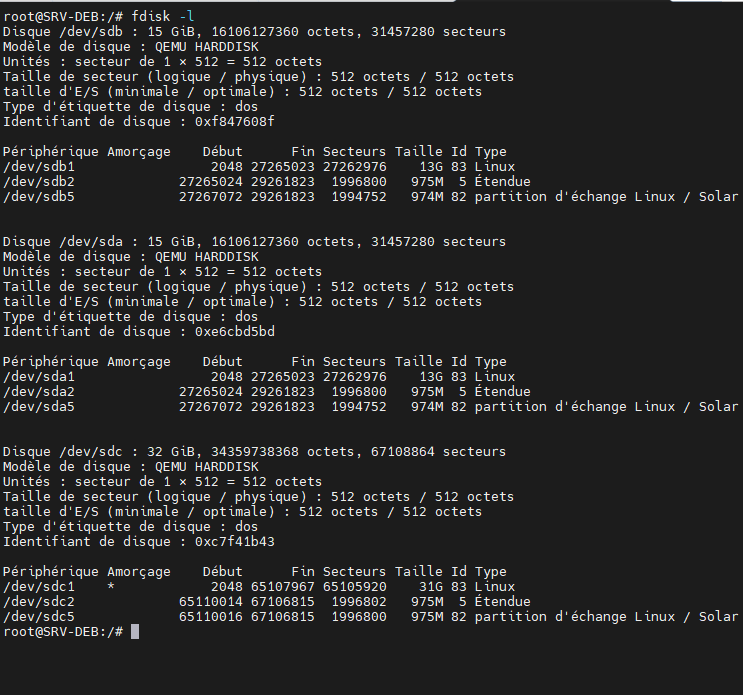 root@SRV-DEB:/# fdisk -l
Disque /dev/sdb : 15 GiB, 16106127360 octets, 31457280 secteurs
Modèle de disque : QEMU HARDDISK
Unités : secteur de 1 × 512 = 512 octets
Taille de secteur (logique / physique) : 512 octets / 512 octets
taille d'E/S (minimale / optimale) : 512 octets / 512 octets
Type d'étiquette de disque : dos
Identifiant de disque : 0xf847608f
Périphérique Amorçage    Début      Fin Secteurs Taille Id Type
/dev/sdb1                 2048 27265023 27262976    13G 83 Linux
/dev/sdb2             27265024 29261823  1996800   975M  5 Étendue
/dev/sdb5             27267072 29261823  1994752   974M 82 partition d'échange Linux / Solar
Disque /dev/sda : 15 GiB, 16106127360 octets, 31457280 secteurs
Modèle de disque : QEMU HARDDISK
Unités : secteur de 1 × 512 = 512 octets
Taille de secteur (logique / physique) : 512 octets / 512 octets
taille d'E/S (minimale / optimale) : 512 octets / 512 octets
Type d'étiquette de disque : dos
Identifiant de disque : 0xe6cbd5bd
Périphérique Amorçage    Début      Fin Secteurs Taille Id Type
/dev/sda1                 2048 27265023 27262976    13G 83 Linux
/dev/sda2             27265024 29261823  1996800   975M  5 Étendue
/dev/sda5             27267072 29261823  1994752   974M 82 partition d'échange Linux / Solar
Disque /dev/sdc : 32 GiB, 34359738368 octets, 67108864 secteurs
Modèle de disque : QEMU HARDDISK
Unités : secteur de 1 × 512 = 512 octets
Taille de secteur (logique / physique) : 512 octets / 512 octets
taille d'E/S (minimale / optimale) : 512 octets / 512 octets
Type d'étiquette de disque : dos
Identifiant de disque : 0xc7f41b43
Périphérique Amorçage    Début      Fin Secteurs Taille Id Type
/dev/sdc1    *            2048 65107967 65105920    31G 83 Linux
/dev/sdc2             65110014 67106815  1996802   975M  5 Étendue
/dev/sdc5             65110016 67106815  1996800   975M 82 partition d'échange Linux / Solar
root@SRV-DEB:/#